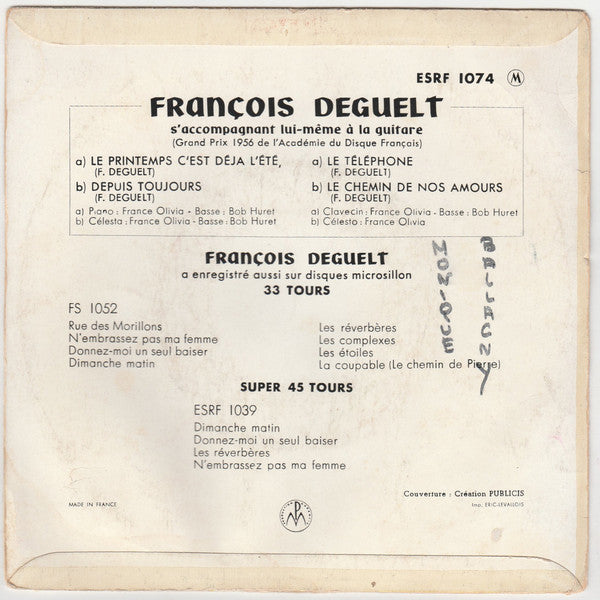 ESRF 1074 M
FRANÇOIS DEGUELT
s'accompagnant lui-même à la guitare
(Grand Prix 1956 de l'Académie du Disque Français)
a) LE PRINTEMPS C'EST DÉJA L'ÉTÉ,
(F. DEGUELT)
b) DEPUIS TOUJOURS
(F. DEGUELT)
a) Piano : France Olivia - Basse : Bob Huret
b) Célesta : France Olivia - Basse : Bob Huret
a) LE TÉLÉPHONE
(F. DEGUELT)
b) LE CHEMIN DE NOS AMOURS
(F. DEGUELT)
a) Clavecin : France Olivia - Basse : Bob Huret
b) Célesto : France Olivia
FRANÇOIS DEGUELT
a enregistré aussi sur disques microsillon
33 TOURS
FS 1052
Rue des Morillons
N'embrassez pas ma femme
Donnez-moi un seul baiser
Dimanche matin
Les réverbères
Les complexes
Les étoiles
La coupable (Le chemin de Pierre)
MONIQUE
BALLAGNY
SUPER 45 TOURS
ESRF 1039
Dimanche matin
Donnez-moi un seul baiser
Les réverbères
N'embrassez pas ma femme
MADE IN FRANCE
Couverture : Création PUBLICIS
Imp. ERIC-LEVALLOIS